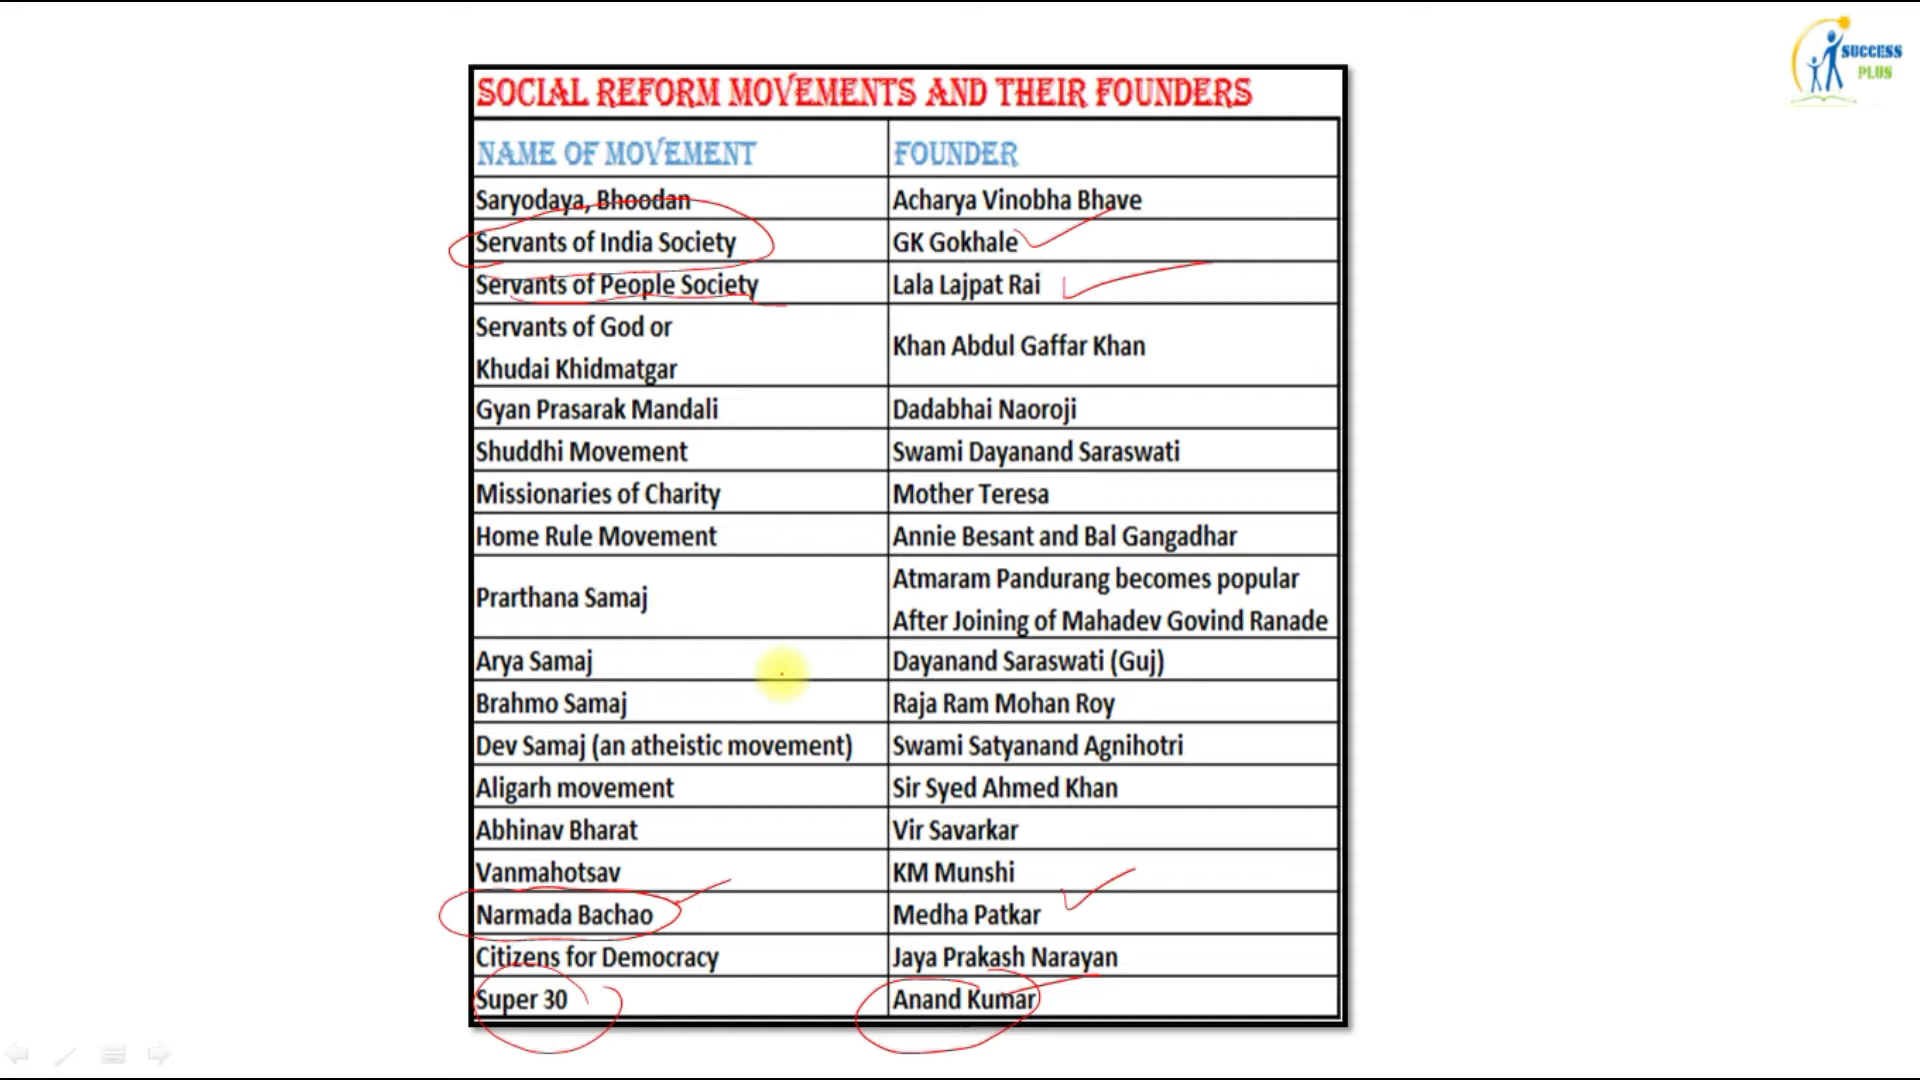 SUCCESS
PLUS
SOCIAL REFORM MOVEMENTS AND THEIR FOUNDERS
NAME OF MOVEMENT FOUNDER
Saryodaya, Bhoodan Acharya Vinobha Bhave
Servants of India Society GK Gokhale
Servants of People Society Lala Lajpat Rai
Servants of God or
Khudai Khidmatgar Khan Abdul Gaffar Khan
Gyan Prasarak Mandali Dadabhai Naoroji
Shuddhi Movement Swami Dayanand Saraswati
Missionaries of Charity Mother Teresa
Home Rule Movement Annie Besant and Bal Gangadhar
Prarthana Samaj Atmaram Pandurang becomes popular
After Joining of Mahadev Govind Ranade
Arya Samaj Dayanand Saraswati (Guj)
Brahmo Samaj Raja Ram Mohan Roy
Dev Samaj (an atheistic movement) Swami Satyanand Agnihotri
Aligarh movement Sir Syed Ahmed Khan
Abhinav Bharat Vir Savarkar
Vanmahotsav KM Munshi
Narmada Bachao Medha Patkar
Citizens for Democracy Jaya Prakash Narayan
Super 30 Anand Kumar